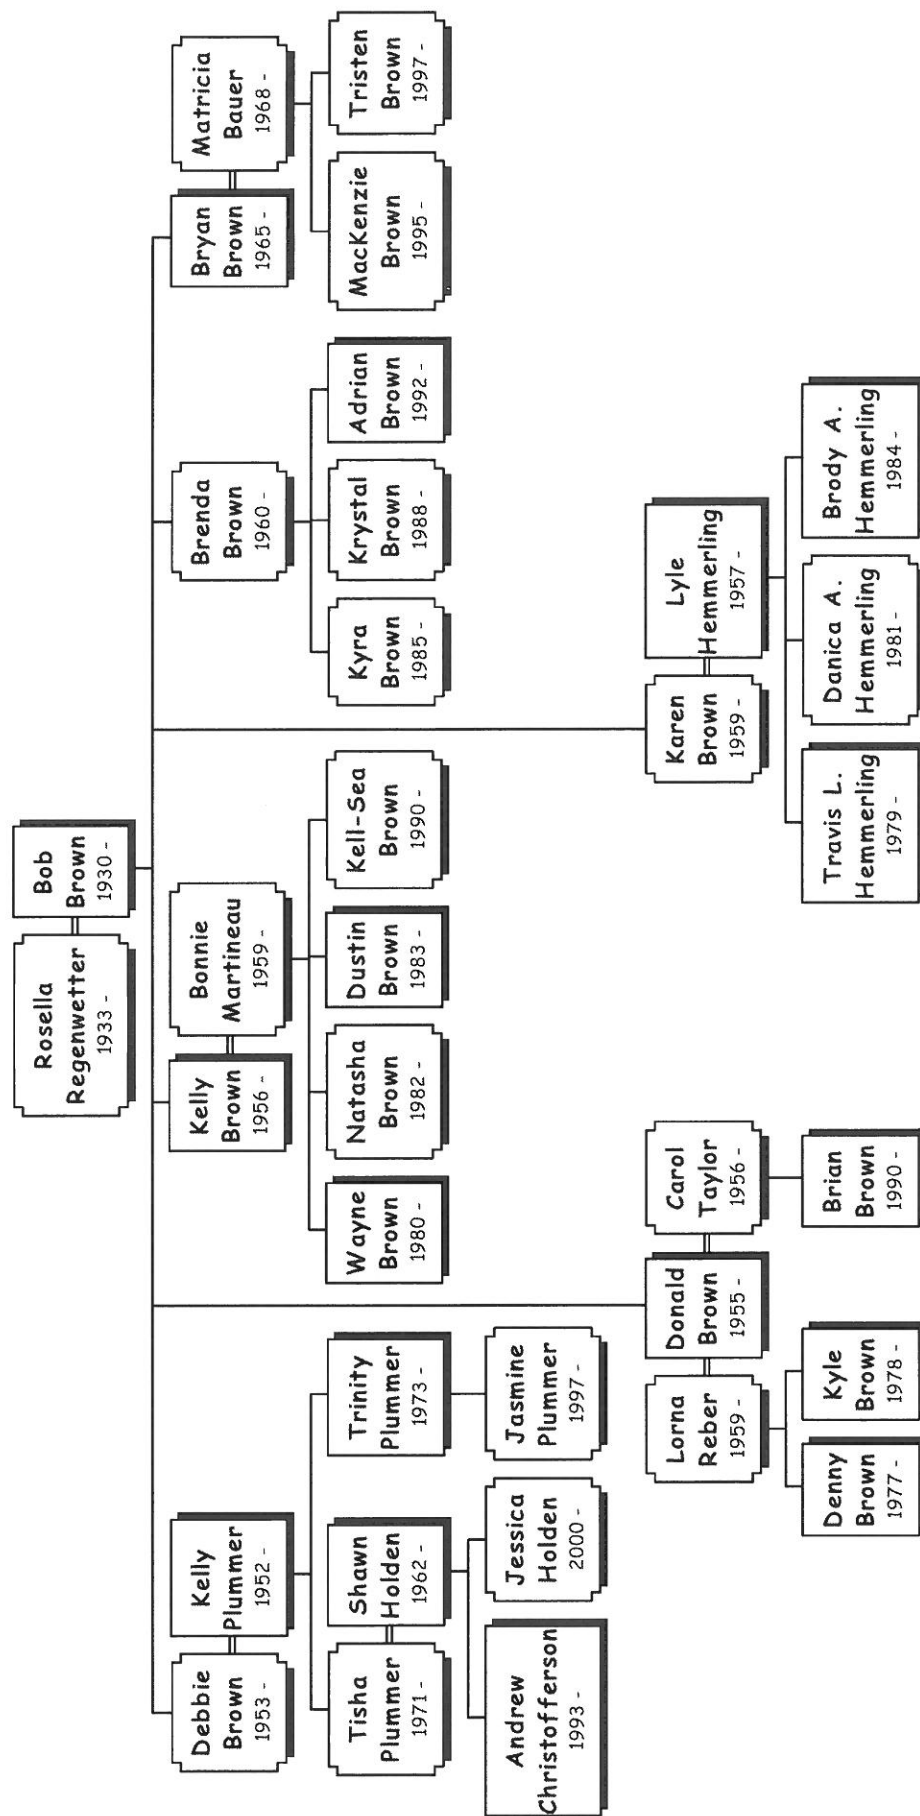 Rosella
Regenwetter
1933 -
Bob
Brown
1930 -
Debbie
Brown
1953 -
Kelly
Plummer
1952 -
Kelly
Brown
1956 -
Bonnie
Martineau
1959 -
Brenda
Brown
1960 -
Bryan
Brown
1965 -
Matricia
Bauer
1968 -
Tisha
Plummer
1971 -
Shawn
Holden
1962 -
Trinity
Plummer
1973 -
Wayne
Brown
1980 -
Natasha
Brown
1982 -
Dustin
Brown
1983 -
Kell-Sea
Brown
1990 -
Kyra
Brown
1985 -
Krystal
Brown
1988 -
Adrian
Brown
1992 -
MacKenzie
Brown
1995 -
Tristen
Brown
1997 -
Andrew
Christofferson
1993 -
Jessica
Holden
2000 -
Jasmine
Plummer
1997 -
Lorna
Reber
1959 -
Donald
Brown
1955 -
Carol
Taylor
1956 -
Karen
Brown
1959 -
Lyle
Hemmerling
1957 -
Denny
Brown
1977 -
Kyle
Brown
1978 -
Brian
Brown
1990 -
Travis L.
Hemmerling
1979 -
Danica A.
Hemmerling
1981 -
Brody A.
Hemmerling
1984 -